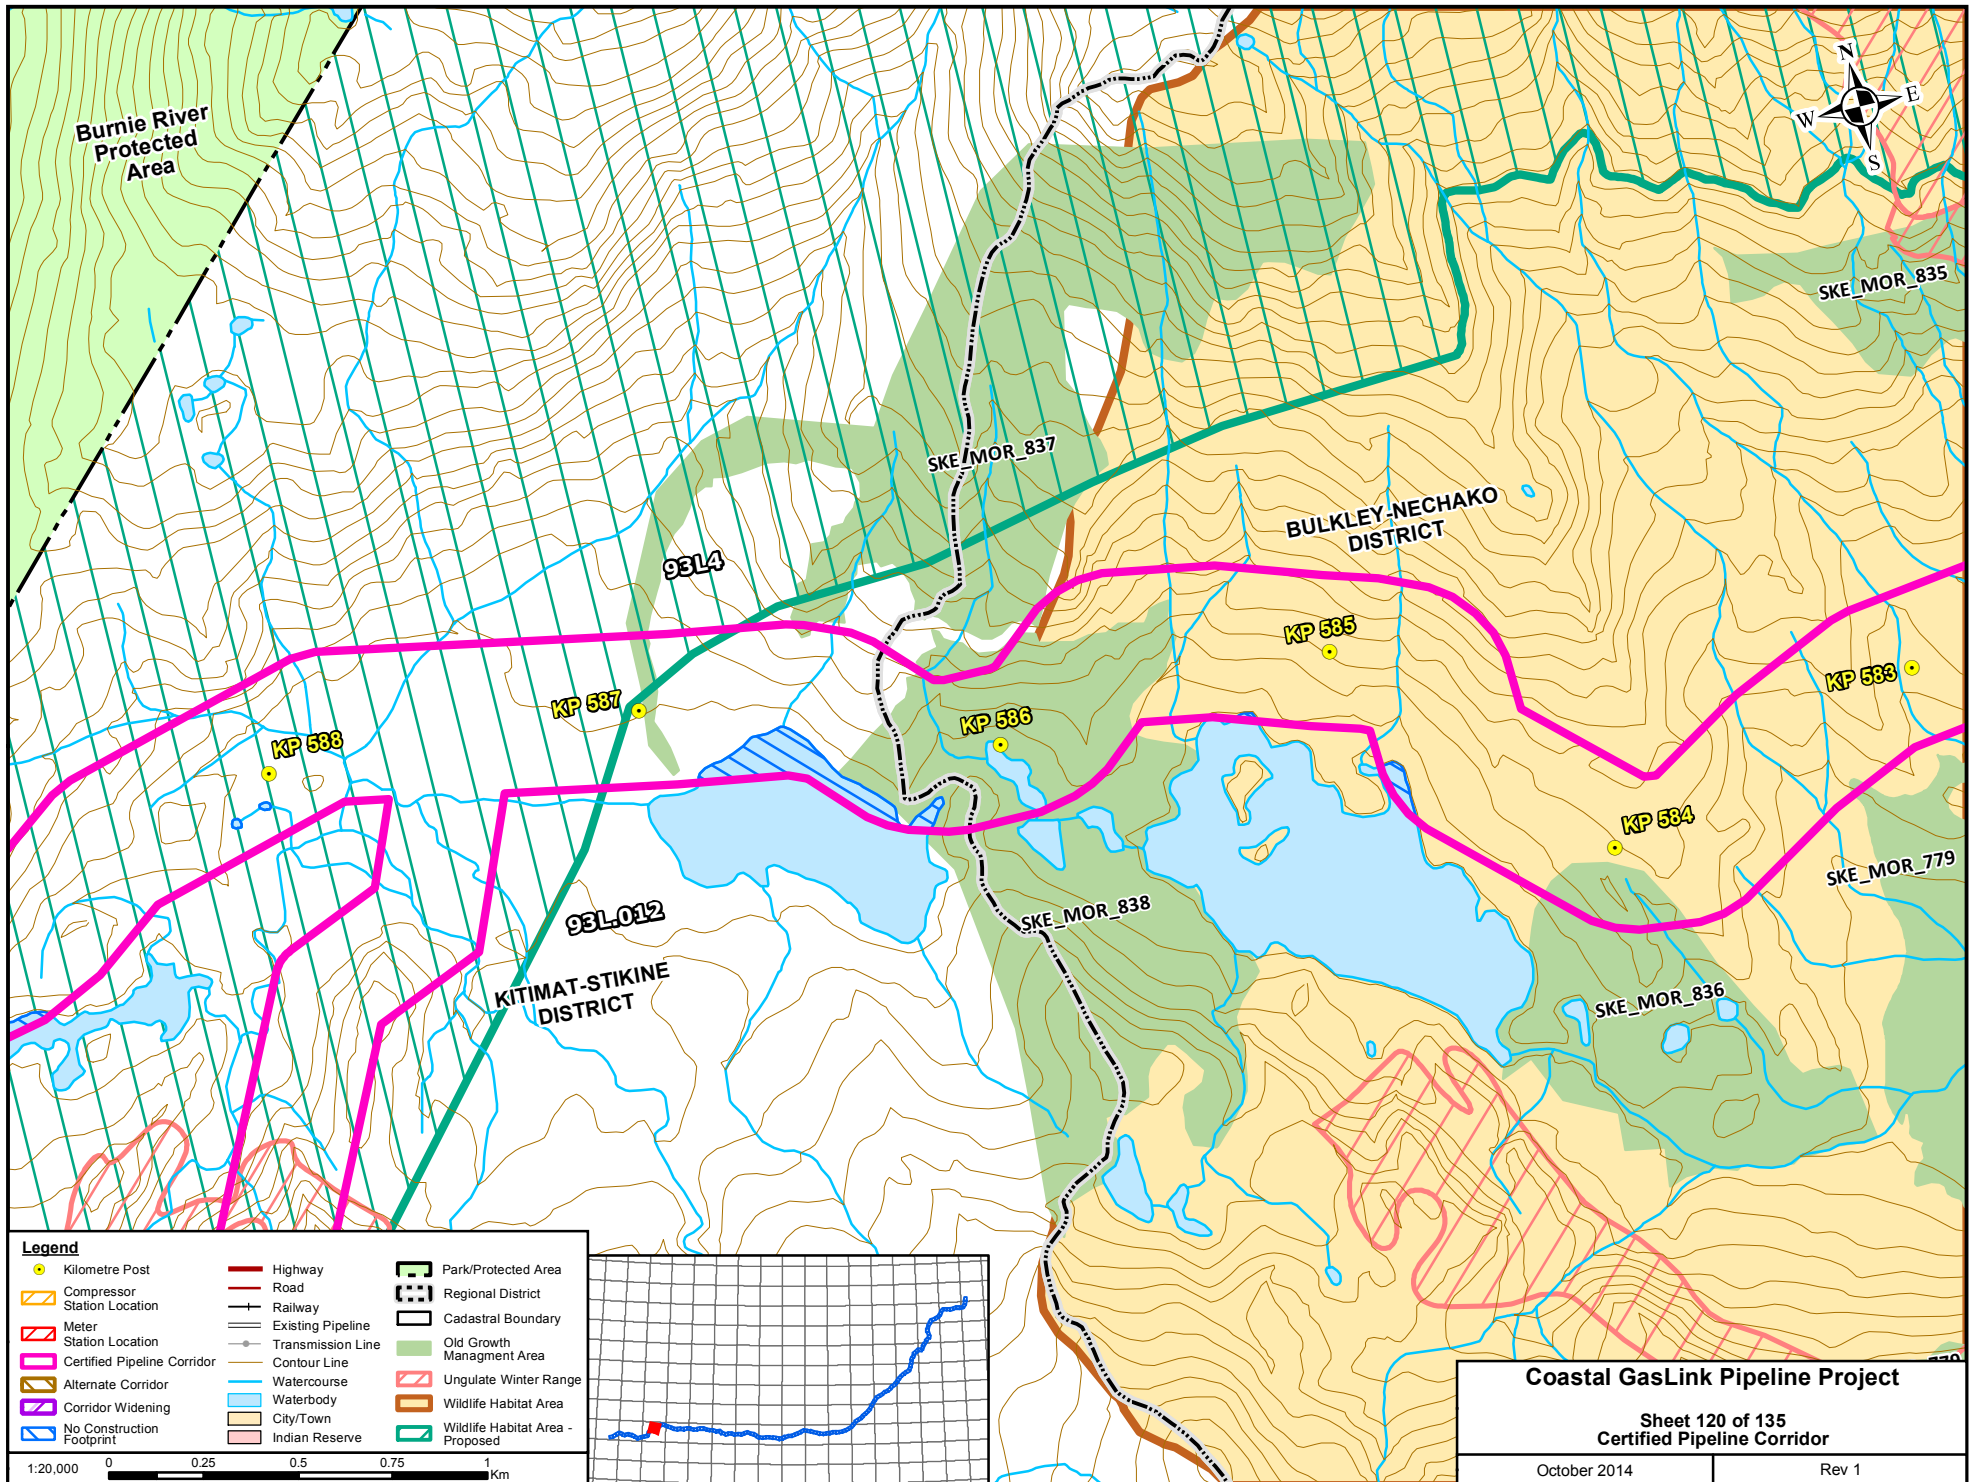 Burnie River
Protected
Area
N
E
W
S
SKE_MOR_835
SKE_MOR_837
BULKLEY-NECHAKO
DISTRICT
93L4
KP 585
KP 583
KP 587
KP 586
KP 588
KP 584
SKE_MOR_779
SKE_MOR_838
93L.012
KITIMAT-STIKINE
DISTRICT
SKE_MOR_836
Legend
Kilometre Post
Compressor
Station Location
Meter
Station Location
Certified Pipeline Corridor
Alternate Corridor
Corridor Widening
No Construction
Footprint
Highway
Road
Railway
Existing Pipeline
Transmission Line
Contour Line
Watercourse
Waterbody
City/Town
Indian Reserve
Park/Protected Area
Regional District
Cadastral Boundary
Old Growth
Managment Area
Ungulate Winter Range
Wildlife Habitat Area
Wildlife Habitat Area -
Proposed
1:20,000
0 0.25 0.5 0.75 1
Km
Coastal GasLink Pipeline Project
Sheet 120 of 135
Certified Pipeline Corridor
October 2014
Rev 1